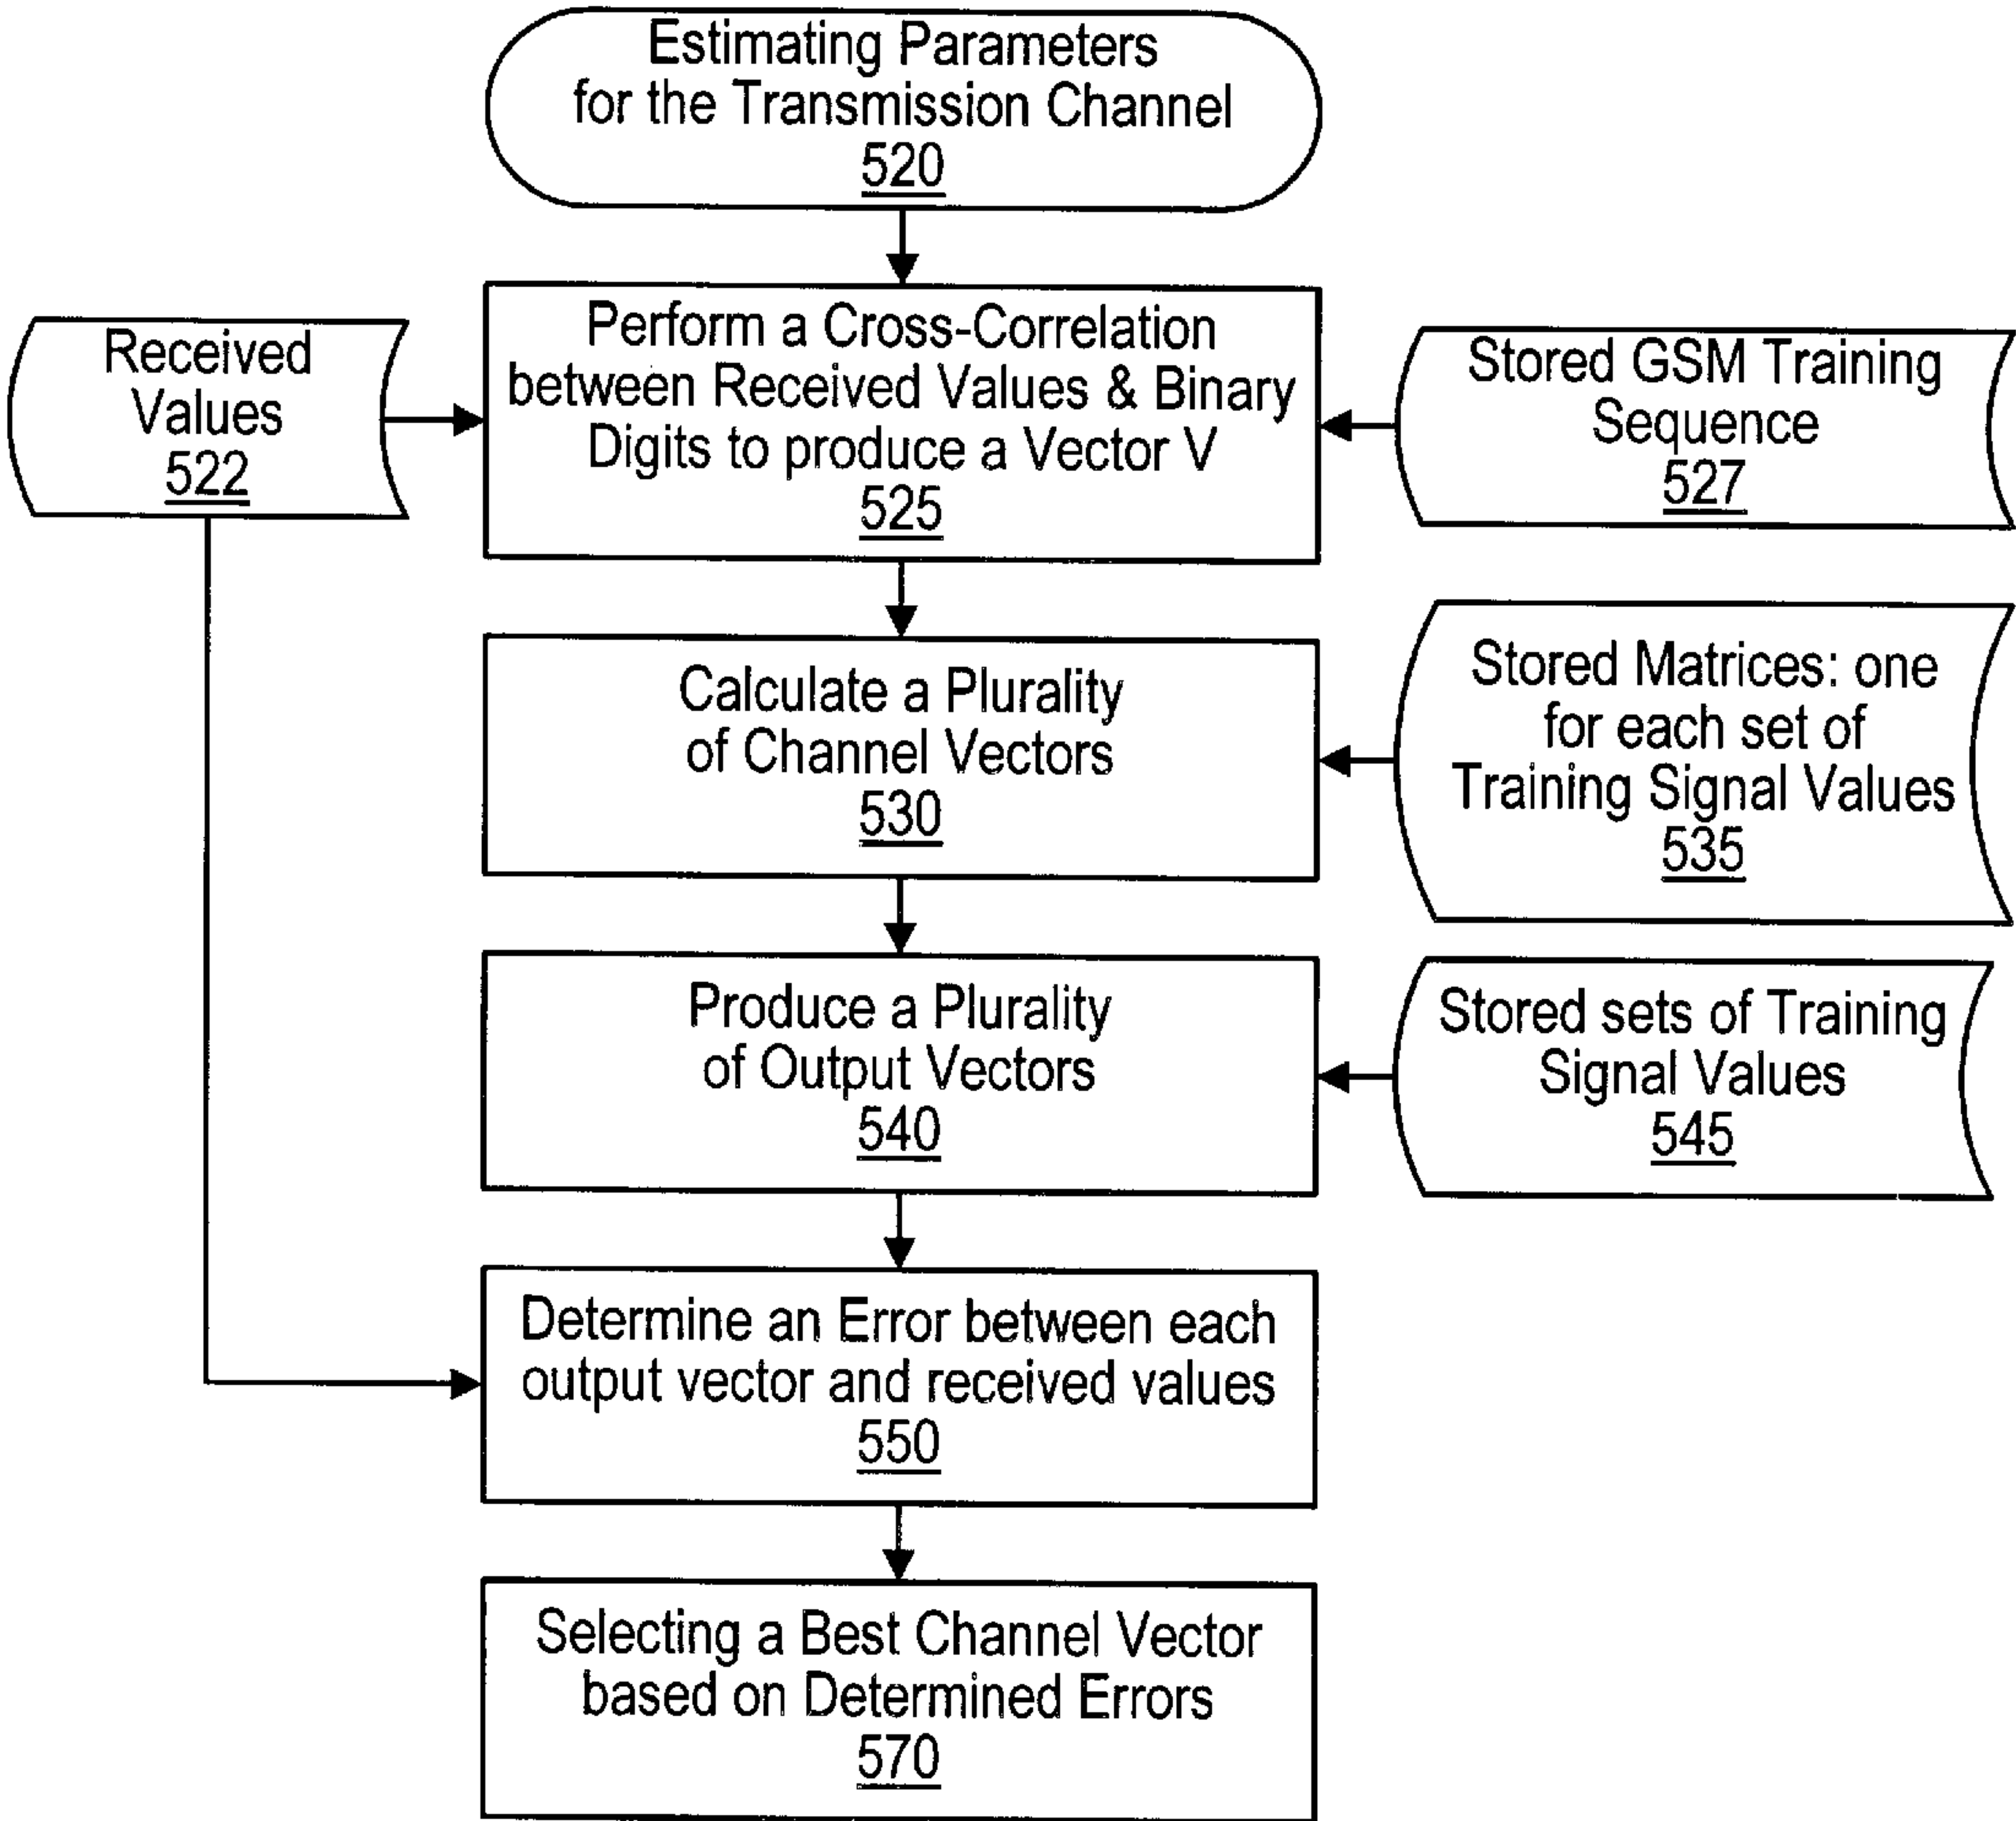 Estimating Parameters
for the Transmission Channel
520
Received
Values
522
Perform a Cross-Correlation
between Received Values & Binary
Digits to produce a Vector V
525
Stored GSM Training
Sequence
527
Calculate a Plurality
of Channel Vectors
530
Stored Matrices: one
for each set of
Training Signal Values
535
Produce a Plurality
of Output Vectors
540
Stored sets of Training
Signal Values
545
Determine an Error between each
output vector and received values
550
Selecting a Best Channel Vector
based on Determined Errors
570